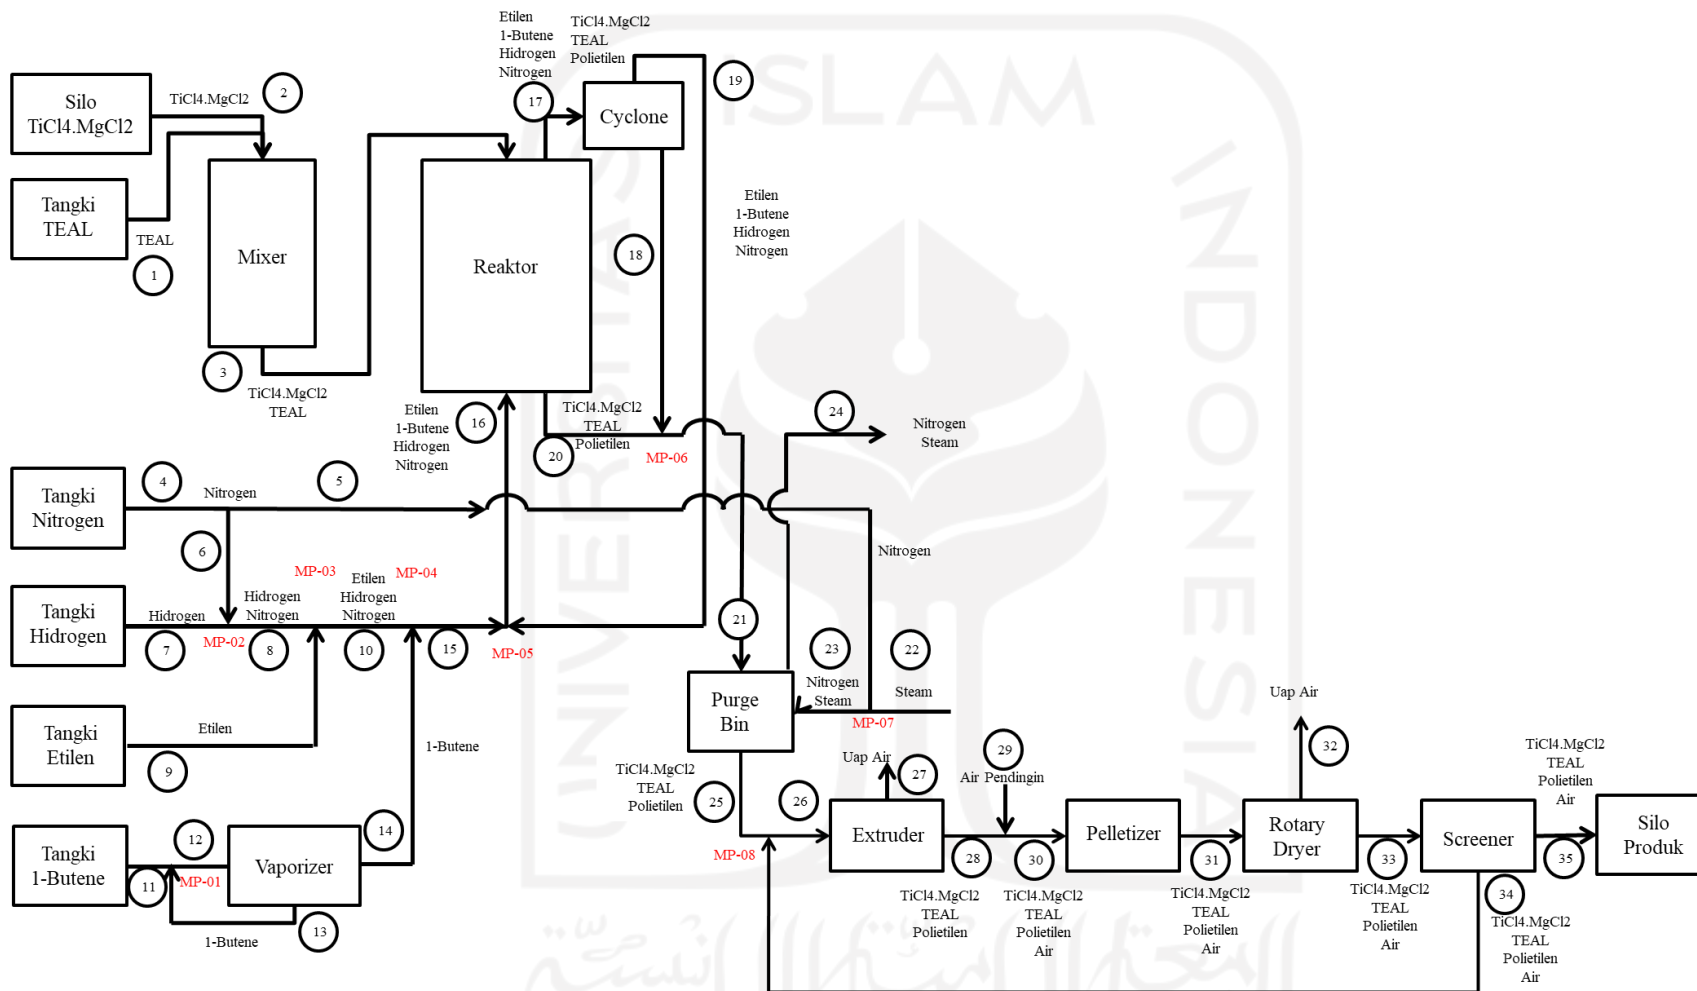 Silo
TiCl4.MgCl2
TiCl4.MgCl2
2
Tangki
TEAL
TEAL
1
Mixer
3
TiCl4.MgCl2
TEAL
Etilen
1-Butene
Hidrogen
Nitrogen
17
TiCl4.MgCl2
TEAL
Polietilen
Cyclone
19
Reaktor
18
Etilen
1-Butene
Hidrogen
Nitrogen
Etilen
1-Butene
Hidrogen
Nitrogen
16
TiCl4.MgCl2
TEAL
Polietilen
20
MP-06
24
Nitrogen
Steam
Tangki
Nitrogen
4
Nitrogen
5
6
Nitrogen
Tangki
Hidrogen
Hidrogen
7
MP-02
Hidrogen
Nitrogen
8
MP-03
Etilen
Hidrogen
Nitrogen
10
MP-04
15
MP-05
21
Tangki
Etilen
Etilen
9
1-Butene
Purge
Bin
23
Nitrogen
Steam
22
Steam
MP-07
Tangki
1-Butene
11
12
MP-01
Vaporizer
14
1-Butene
13
TiCl4.MgCl2
TEAL
Polietilen
25
26
MP-08
Uap Air
27
Extruder
29
Air Pendingin
28
TiCl4.MgCl2
TEAL
Polietilen
30
TiCl4.MgCl2
TEAL
Polietilen
Air
Pelletizer
31
TiCl4.MgCl2
TEAL
Polietilen
Air
Uap Air
32
Rotary
Dryer
33
TiCl4.MgCl2
TEAL
Polietilen
Air
Screener
34
TiCl4.MgCl2
TEAL
Polietilen
Air
TiCl4.MgCl2
TEAL
Polietilen
Air
35
Silo
Produk
UNIVERSITAS
ISLAM
INDONESIA